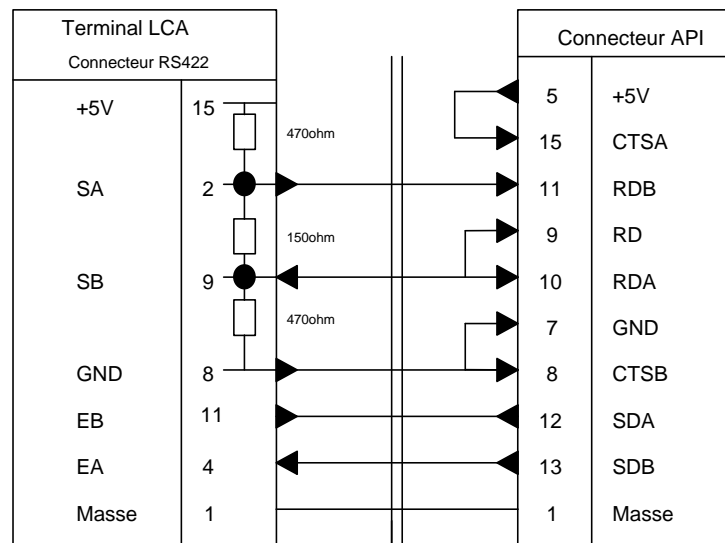 Terminal LCA
Connecteur RS422
Connecteur API
+5V 15 470ohm 5 +5V
15 CTSA
SA 2 11 RDB
150ohm 9 RD
SB 9 10 RDA
470ohm 7 GND
GND 8 8 CTSB
EB 11 12 SDA
EA 4 13 SDB
Masse 1 1 Masse